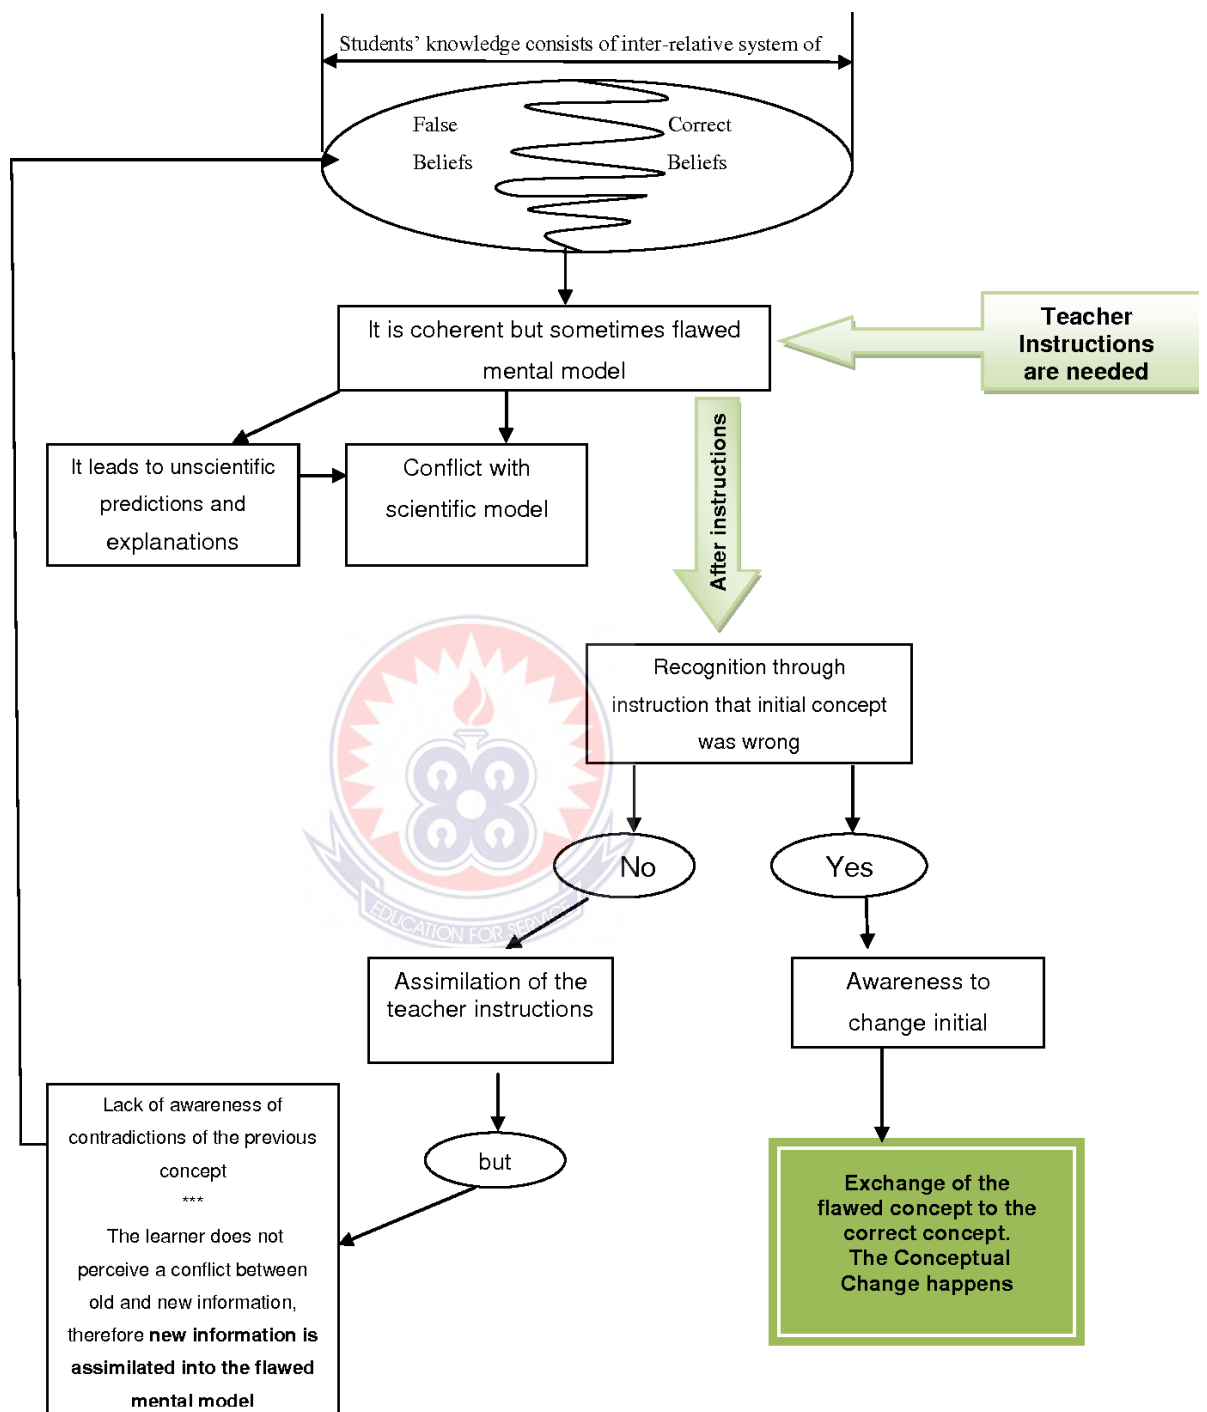 Students’ knowledge consists of inter-relative system of
False
Beliefs
Correct
Beliefs
It is coherent but sometimes flawed
mental model
Teacher
Instructions
are needed
It leads to unscientific
predictions and
explanations
Conflict with
scientific model
After instructions
Recognition through
instruction that initial concept
was wrong
No
Yes
EDUCATION FOR SERVICE
Assimilation of the
teacher instructions
Awareness to
change initial
but
Lack of awareness of
contradictions of the previous
concept
***
The learner does not
perceive a conflict between
old and new information,
therefore new information is
assimilated into the flawed
mental model
Exchange of the
flawed concept to the
correct concept.
The Conceptual
Change happens